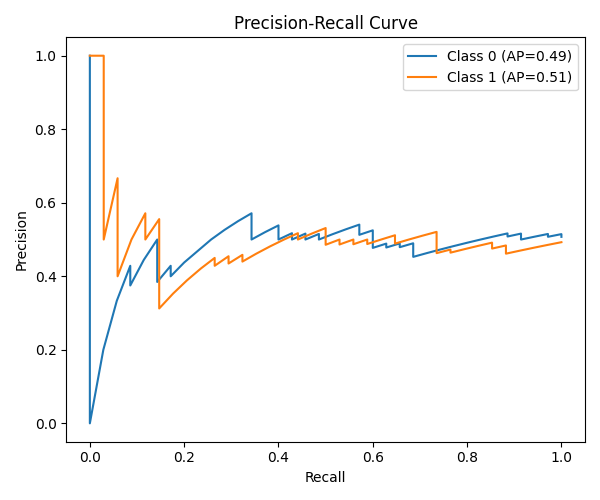 Precision-Recall Curve
Class 0 (AP=0.49)
Class 1 (AP=0.51)
Precision
1.0
0.8
0.6
0.4
0.2
0.0
0.0 0.2 0.4 0.6 0.8 1.0
Recall